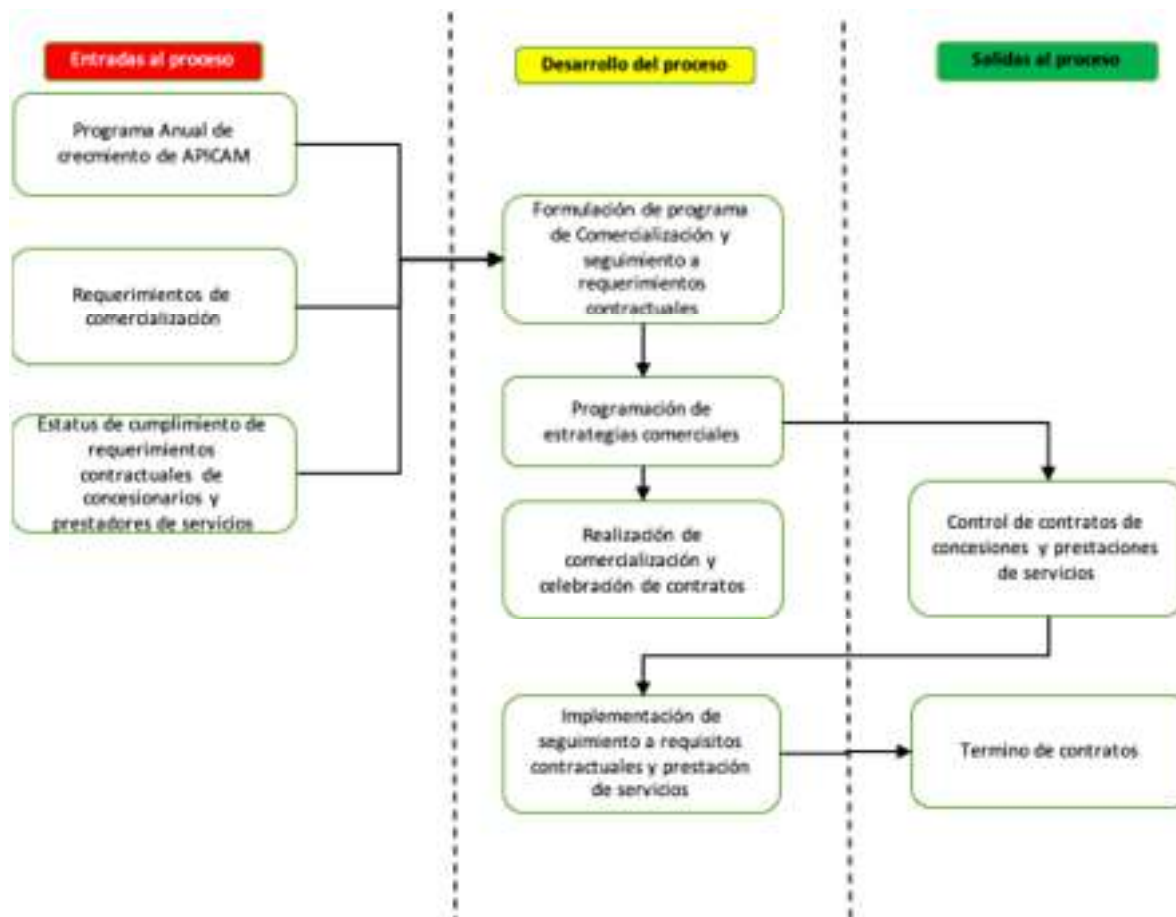 Entradas al proceso
Programa Anual de
crecmiento de APICAM
Requerimientos de
comercialización
Estatus de cumplimiento de
requerimientos
contractuales de
concesionarios y
prestadores de servicios
Desarrollo del proceso
Formulación de programa
de Comercialización y
seguimiento a
requerimientos
contractuales
Programación de
estrategias comerciales
Realización de
comercialización y
celebración de contratos
Implementación de
seguimiento a requisitos
contractuales y prestación
de servicios
Salidas al proceso
Control de contratos de
concesiones y prestaciones
de servicios
Termino de contratos